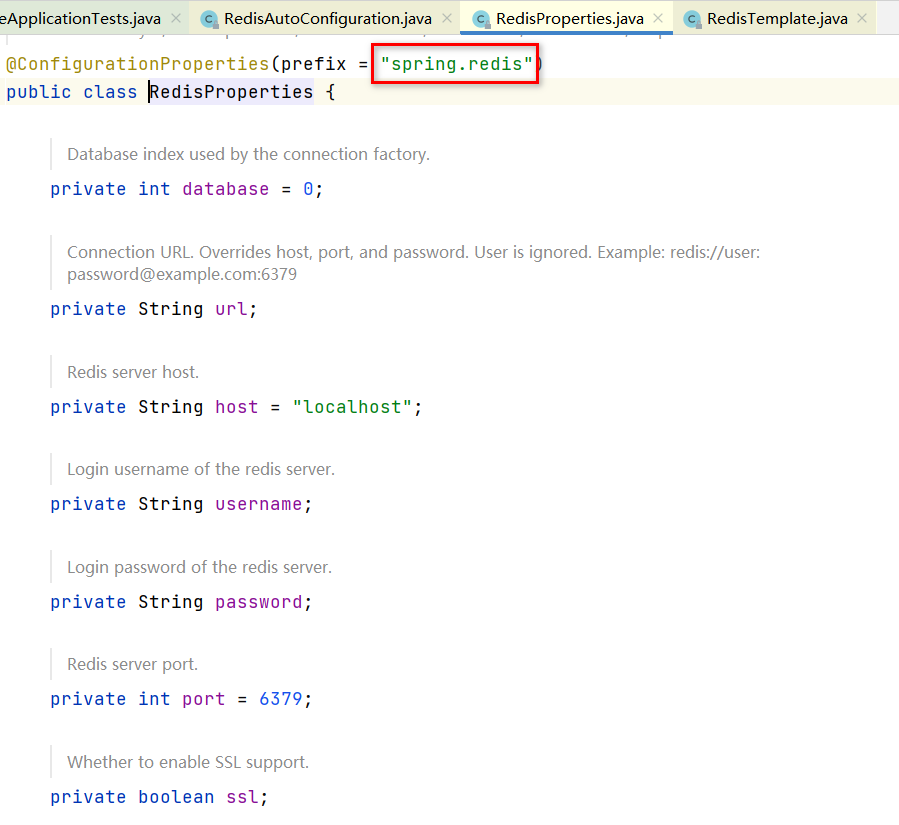 eApplicationTests.java × C RedisAutoConfiguration.java × C RedisProperties.java × C RedisTemplate.java ×
@ConfigurationProperties(prefix = "spring.redis")
public class RedisProperties {
Database index used by the connection factory.
private int database = 0;
Connection URL. Overrides host, port, and password. User is ignored. Example: redis://user:
password@example.com:6379
private String url;
Redis server host.
private String host = "localhost";
Login username of the redis server.
private String username;
Login password of the redis server.
private String password;
Redis server port.
private int port = 6379;
Whether to enable SSL support.
private boolean ssl;